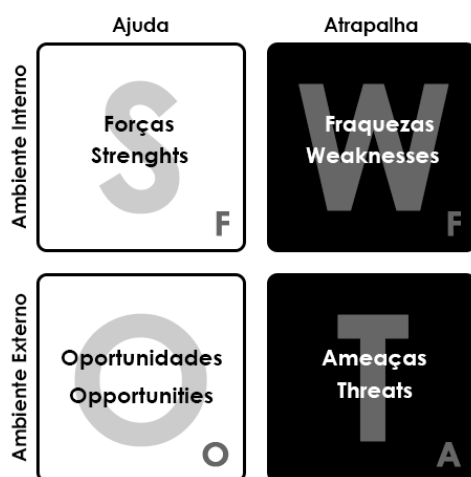 Ajuda
Atrapalha
Ambiente Interno
S
Forças
Strenghts
F
W
Fraquezas
Weaknesses
F
Ambiente Externo
O
Oportunidades
Opportunities
O
T
Ameaças
Threats
A